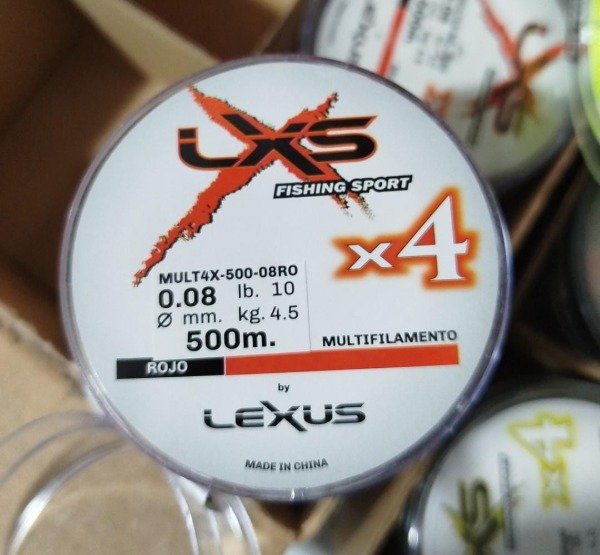 LXS
FISHING SPORT
x4
MULT4X-500-08RO
0.08 lb. 10
Ø mm. kg. 4.5
500m.
MULTIFILAMENTO
ROJO
by
LEXUS
MADE IN CHINA
x4